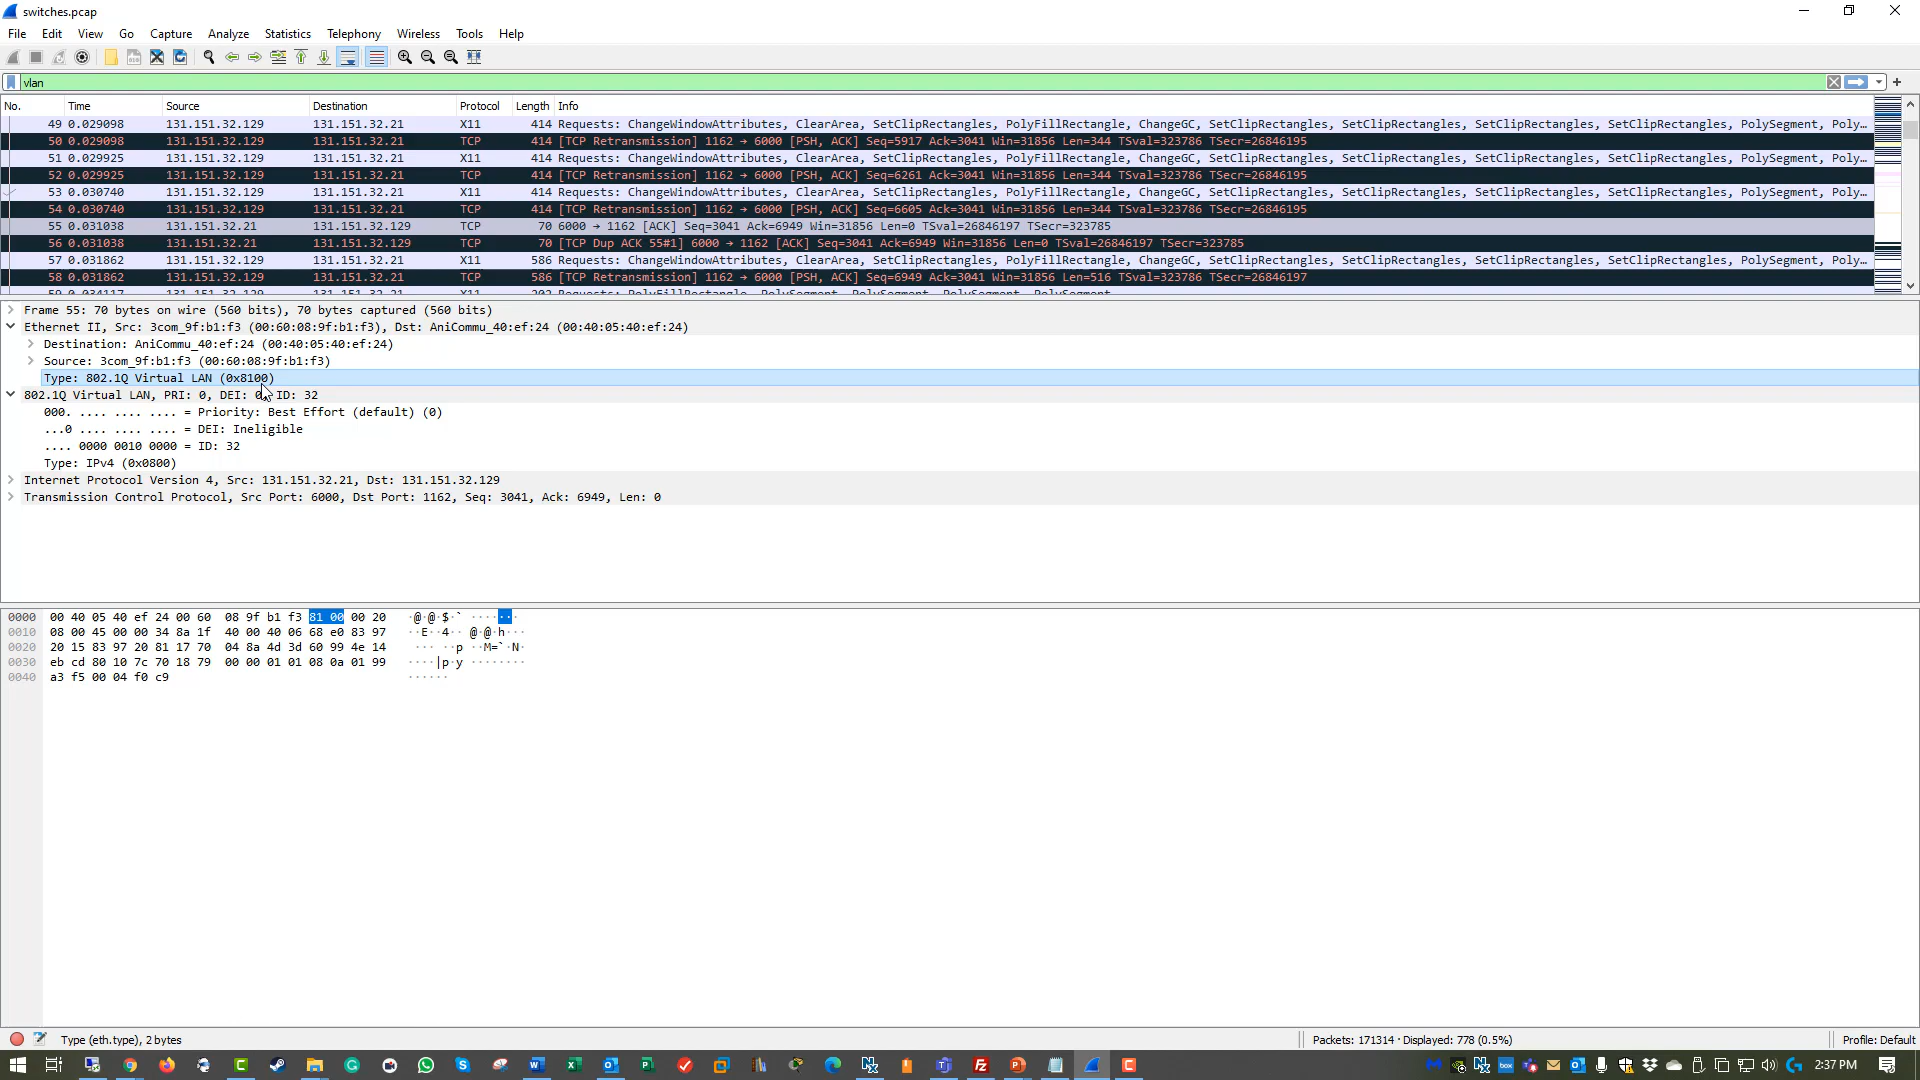 switches.pcap
File Edit View Go Capture Analyze Statistics Telephony Wireless Tools Help
vlan
No. Time Source Destination Protocol Length Info
49 0.029098 131.151.32.129 131.151.32.21 X11 414 Requests: ChangeWindowAttributes, ClearArea, SetClipRectangles, PolyFillRectangle, ChangeGC, SetClipRectangles, SetClipRectangles, SetClipRectangles, SetClipRectangles, PolySegment, Poly…
50 0.029098 131.151.32.129 131.151.32.21 TCP 414 [TCP Retransmission] 1162 → 6000 [PSH, ACK] Seq=5917 Ack=3041 Win=31856 Len=344 TSval=323786 TSecr=26846195
51 0.029925 131.151.32.129 131.151.32.21 X11 414 Requests: ChangeWindowAttributes, ClearArea, SetClipRectangles, PolyFillRectangle, ChangeGC, SetClipRectangles, SetClipRectangles, SetClipRectangles, SetClipRectangles, PolySegment, Poly…
52 0.029925 131.151.32.129 131.151.32.21 TCP 414 [TCP Retransmission] 1162 → 6000 [PSH, ACK] Seq=6261 Ack=3041 Win=31856 Len=344 TSval=323786 TSecr=26846195
53 0.030740 131.151.32.129 131.151.32.21 X11 414 Requests: ChangeWindowAttributes, ClearArea, SetClipRectangles, PolyFillRectangle, ChangeGC, SetClipRectangles, SetClipRectangles, SetClipRectangles, SetClipRectangles, PolySegment, Poly…
54 0.030740 131.151.32.129 131.151.32.21 TCP 414 [TCP Retransmission] 1162 → 6000 [PSH, ACK] Seq=6605 Ack=3041 Win=31856 Len=344 TSval=323786 TSecr=26846195
55 0.031038 131.151.32.21 131.151.32.129 TCP 70 6000 → 1162 [ACK] Seq=3041 Ack=6949 Win=31856 Len=0 TSval=26846197 TSecr=323785
56 0.031038 131.151.32.21 131.151.32.129 TCP 70 [TCP Dup ACK 55#1] 6000 → 1162 [ACK] Seq=3041 Ack=6949 Win=31856 Len=0 TSval=26846197 TSecr=323785
57 0.031862 131.151.32.129 131.151.32.21 X11 586 Requests: ChangeWindowAttributes, ClearArea, SetClipRectangles, PolyFillRectangle, ChangeGC, SetClipRectangles, SetClipRectangles, SetClipRectangles, SetClipRectangles, PolySegment, Poly…
58 0.031862 131.151.32.129 131.151.32.21 TCP 586 [TCP Retransmission] 1162 → 6000 [PSH, ACK] Seq=6949 Ack=3041 Win=31856 Len=516 TSval=323786 TSecr=26846197
59 0.034117 131.151.32.129 131.151.32.21 X11 202 Requests: PolyFillRectangle, PolySegment, PolySegment, PolySegment, PolySegment
Frame 55: 70 bytes on wire (560 bits), 70 bytes captured (560 bits)
Ethernet II, Src: 3com_9f:b1:f3 (00:60:08:9f:b1:f3), Dst: AniCommu_40:ef:24 (00:40:05:40:ef:24)
Destination: AniCommu_40:ef:24 (00:40:05:40:ef:24)
Source: 3com_9f:b1:f3 (00:60:08:9f:b1:f3)
Type: 802.1Q Virtual LAN (0x8100)
802.1Q Virtual LAN, PRI: 0, DEI: 0, ID: 32
000. .... .... .... = Priority: Best Effort (default) (0)
...0 .... .... .... = DEI: Ineligible
.... 0000 0010 0000 = ID: 32
Type: IPv4 (0x0800)
Internet Protocol Version 4, Src: 131.151.32.21, Dst: 131.151.32.129
Transmission Control Protocol, Src Port: 6000, Dst Port: 1162, Seq: 3041, Ack: 6949, Len: 0
0000 00 40 05 40 ef 24 00 60 08 9f b1 f3 81 00 00 20 ·@·@·$·` ·······
0010 08 00 45 00 00 34 8a 1f 40 00 40 06 68 e0 83 97 ··E··4·· @·@·h···
0020 20 15 83 97 20 81 17 70 04 8a 4d 3d 60 99 4e 14 ··· ··p ··M=`·N·
0030 eb cd 80 10 7c 70 18 79 00 00 01 01 08 0a 01 99 ····|p·y ········
0040 a3 f5 00 04 f0 c9 ······
Type (eth.type), 2 bytes
Packets: 171314 · Displayed: 778 (0.5%)
Profile: Default
2:37 PM